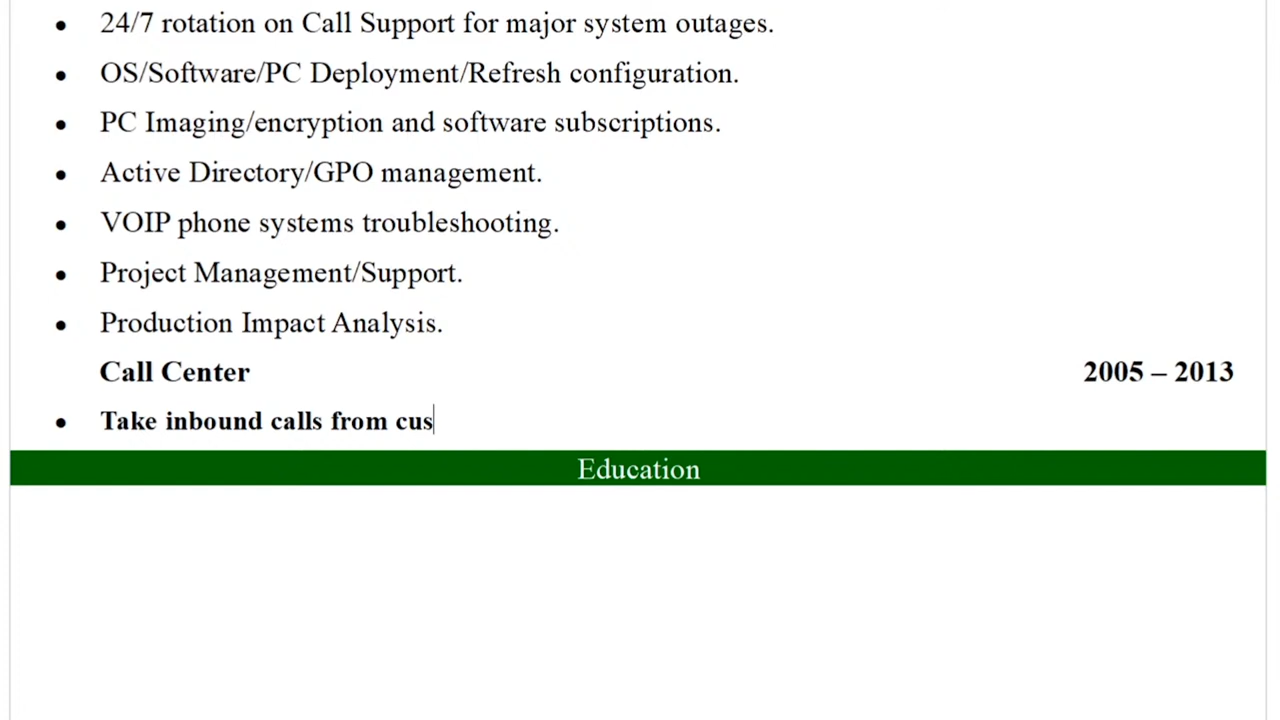 • 24/7 rotation on Call Support for major system outages.
• OS/Software/PC Deployment/Refresh configuration.
• PC Imaging/encryption and software subscriptions.
• Active Directory/GPO management.
• VOIP phone systems troubleshooting.
• Project Management/Support.
• Production Impact Analysis.
Call Center 2005 – 2013
• Take inbound calls from cus
Education